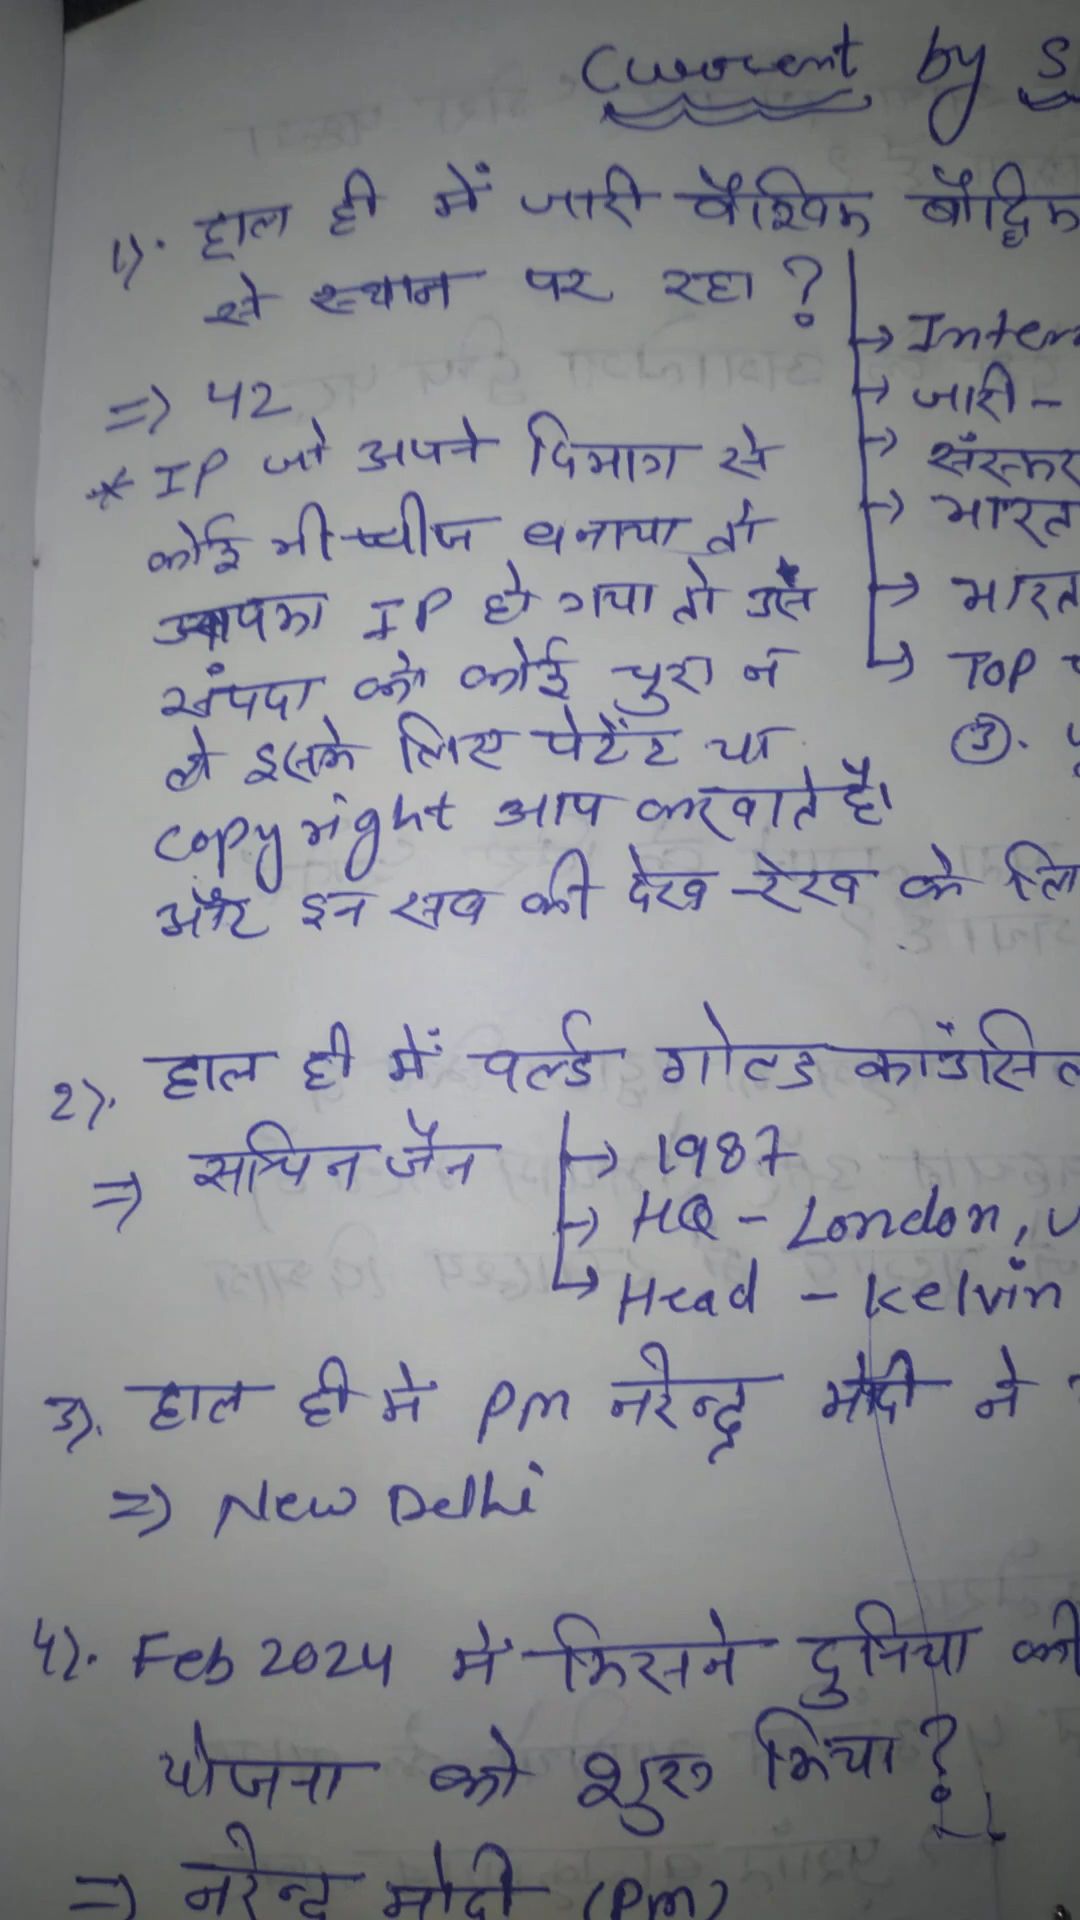 Current by S
1). हाल ही में जारी वैश्विक बौद्धिक
से स्थान पर रहा?
→ Intern
⇒ 42
→ जारी -
* IP जो अपने दिमाग से
→ संस्कर
कोई भी चीज बनाया तो
→ भारत
आपका IP हो गया तो उस
→ भारत
संपदा को कोई चुरा न
→ TOP
ले इसके लिए पेटेंट या
③.
copyright आप करवाते है।
और इन सब की देख-रेख के लि
2). हाल ही में वर्ल्ड गोल्ड काउंसिल
⇒ सचिन जैन
→ 1987
→ HQ - London, U
→ Head - Kelvin
3). हाल ही मे PM नरेन्द्र मोदी ने
⇒ New Delhi
4). Feb 2024 में किसने दुनिया की
योजना को शुरु किया?
⇒ नरेन्द्र मोदी (PM)